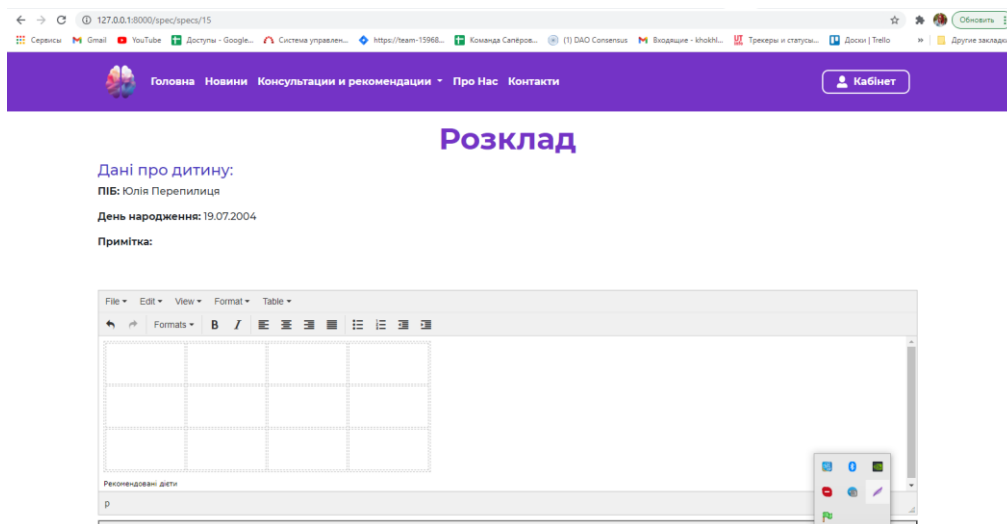 127.0.0.1:8000/spec/specs/15
Обновить
Сервисы Gmail YouTube Доступы - Google... Система управлен... https://team-15968... Команда Сапёров... (1) DAO Consensus Входящие - khokhl... Трекеры и статусы... Доски | Trello » Другие закладки
Головна Новини Консультации и рекомендации Про Нас Контакти Кабінет
Розклад
Дані про дитину:
ПІБ: Юлія Перепилиця
День народження: 19.07.2004
Примітка:
File Edit View Format Table
Formats B I
Рекомендовані дієти
p